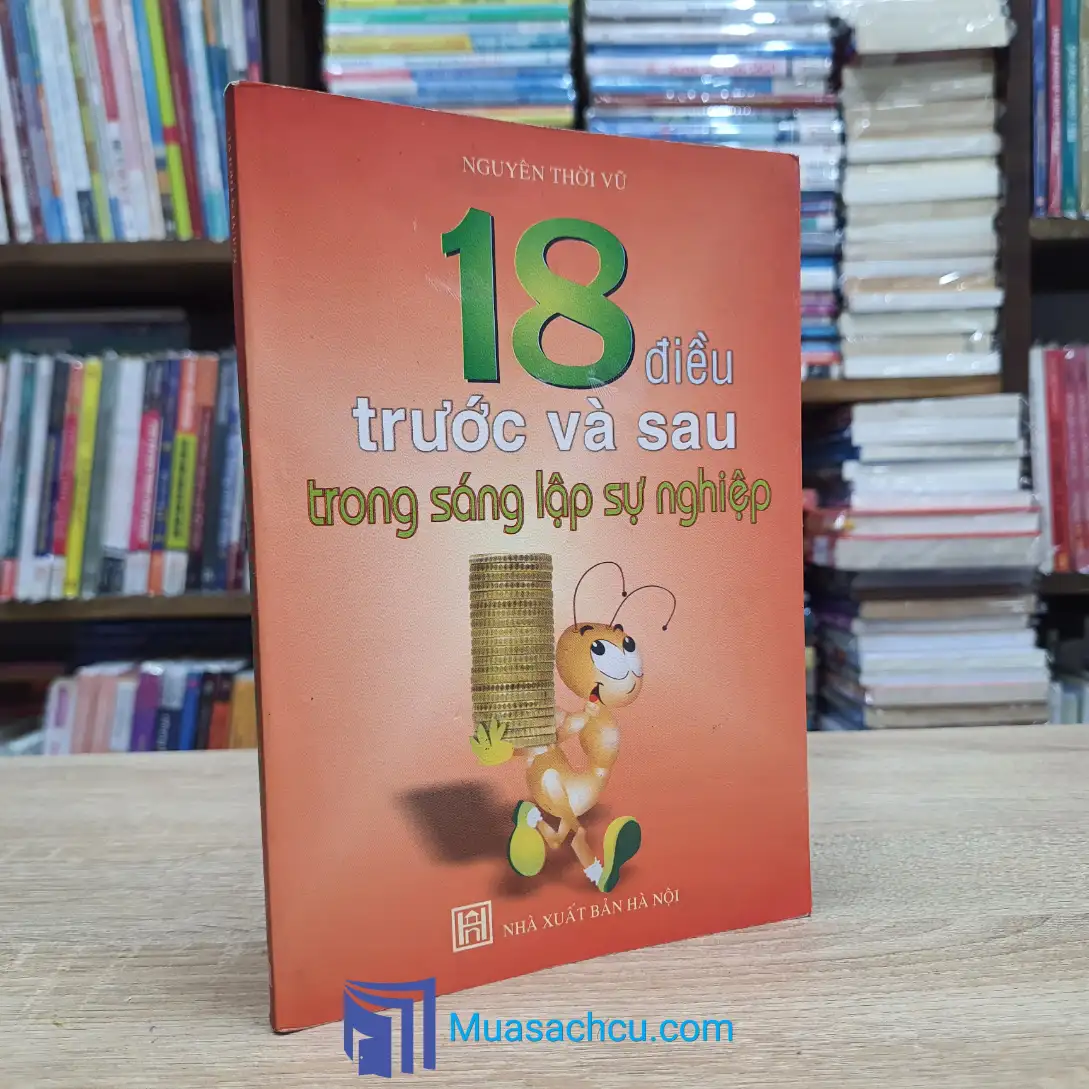 NGUYÊN THỜI VŨ
18 điều
trước và sau
trong sáng lập sự nghiệp
NHÀ XUẤT BẢN HÀ NỘI
Muasachcu.com